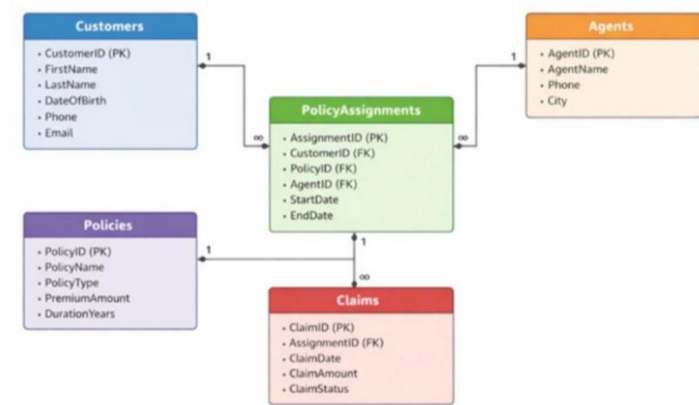 Customers
• CustomerID (PK)
• FirstName
• LastName
• DateOfBirth
• Phone
• Email
Agents
• AgentID (PK)
• AgentName
• Phone
• City
1
1
∞
∞
PolicyAssignments
• AssignmentID (PK)
• CustomerID (FK)
• PolicyID (FK)
• AgentID (FK)
• StartDate
• EndDate
Policies
• PolicyID (PK)
• PolicyName
• PolicyType
• PremiumAmount
• DurationYears
1
1
∞
Claims
• ClaimID (PK)
• AssignmentID (FK)
• ClaimDate
• ClaimAmount
• ClaimStatus